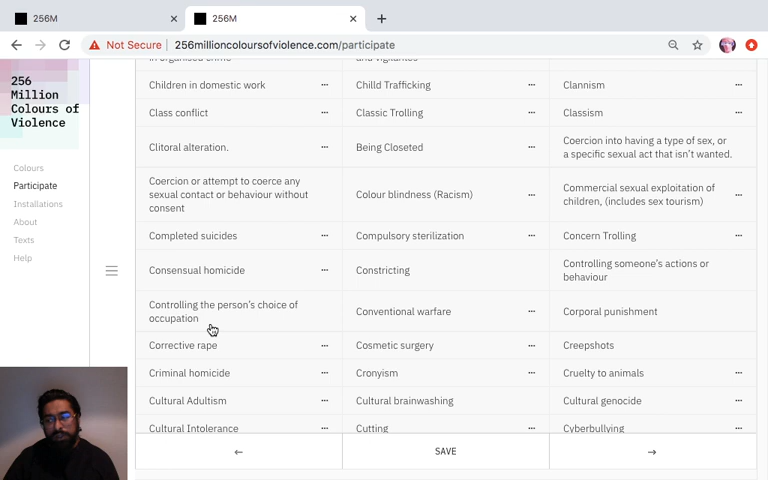 256M × 256M × +
Not Secure | 256millioncoloursofviolence.com/participate
256
Million
Colours of
Violence
Colours
Participate
Installations
About
Texts
Help
in organised crime and vigilantes
Children in domestic work ··· Chilld Trafficking ··· Clannism ···
Class conflict ··· Classic Trolling ··· Classism ···
Clitoral alteration. ··· Being Closeted ··· Coercion into having a type of sex, or
a specific sexual act that isn't wanted.
Coercion or attempt to coerce any
sexual contact or behaviour without
consent
Colour blindness (Racism) ···
Commercial sexual exploitation of
children, (includes sex tourism) ···
Completed suicides ··· Compulsory sterilization ··· Concern Trolling ···
Consensual homicide ··· Constricting
Controlling someone's actions or
behaviour
Controlling the person's choice of
occupation
Conventional warfare ··· Corporal punishment
Corrective rape ··· Cosmetic surgery ··· Creepshots
Criminal homicide ··· Cronyism ··· Cruelty to animals ···
Cultural Adultism ··· Cultural brainwashing Cultural genocide ···
Cultural Intolerance ··· Cutting ··· Cyberbullying ···
← SAVE →